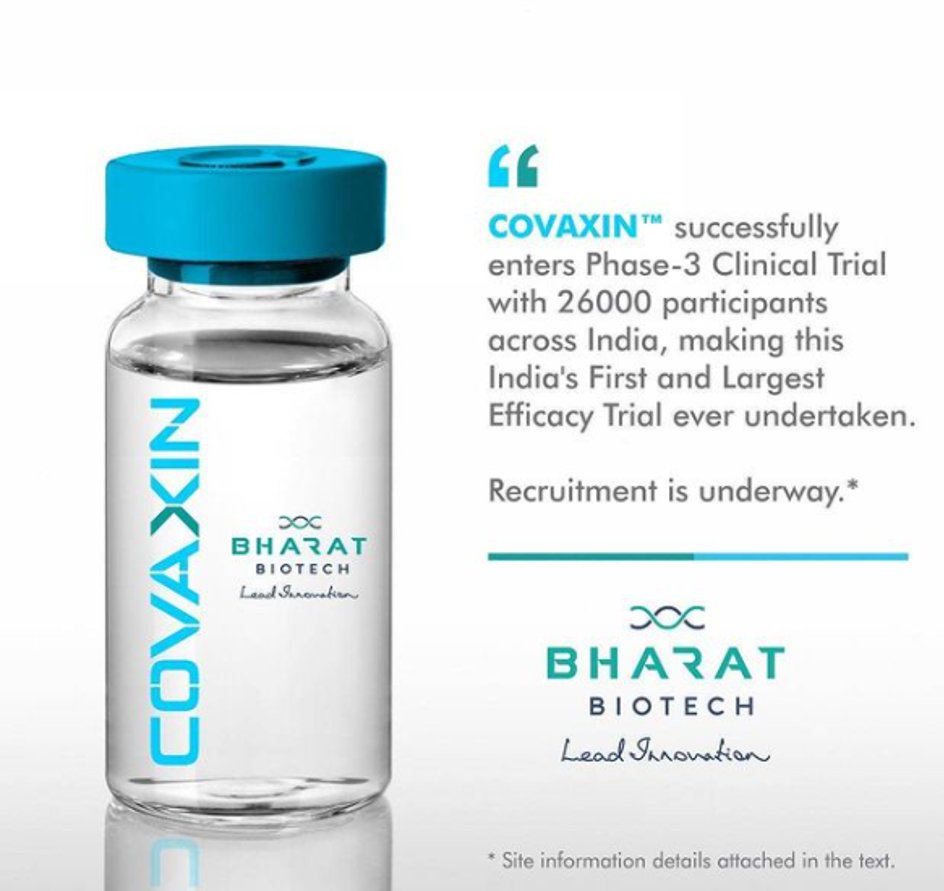 COVAXIN
BHARAT
BIOTECH
Lead Innovation
“
COVAXIN™ successfully
enters Phase-3 Clinical Trial
with 26000 participants
across India, making this
India's First and Largest
Efficacy Trial ever undertaken.
Recruitment is underway.*
BHARAT
BIOTECH
Lead Innovation
* Site information details attached in the text.